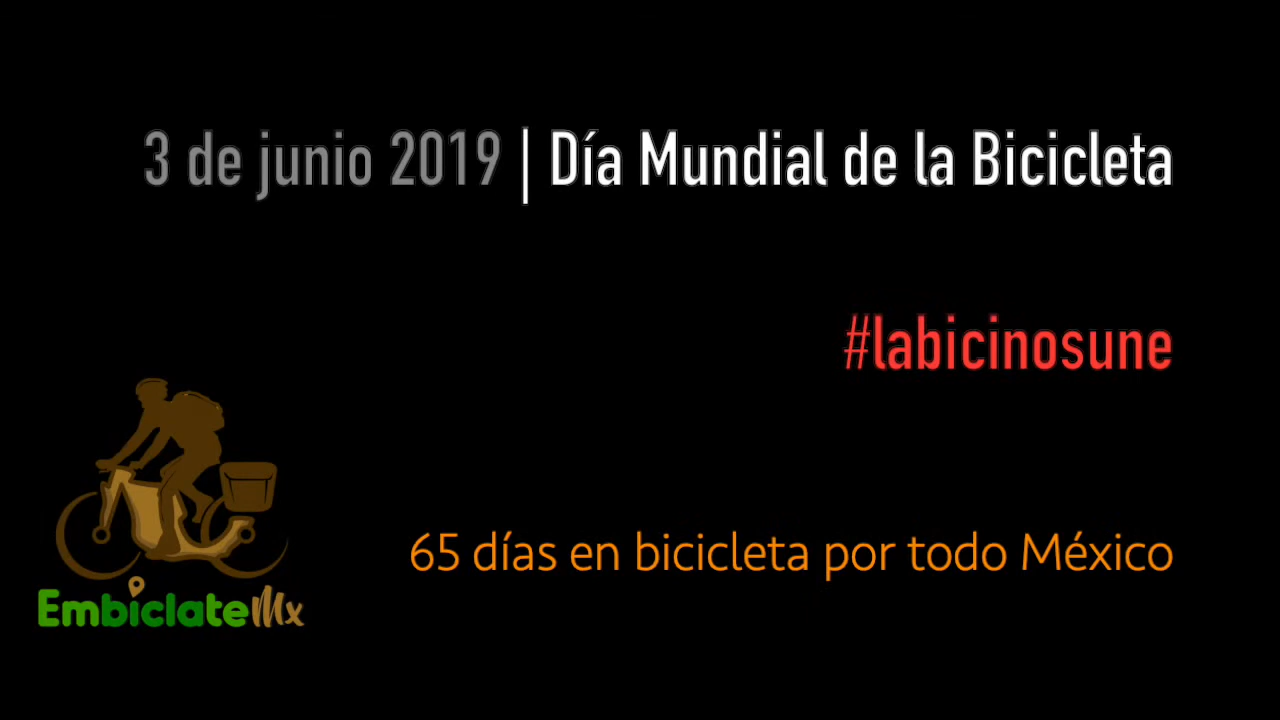 3 de junio 2019 | Día Mundial de la Bicicleta
#labicinosune
65 días en bicicleta por todo México
EmbiclateMx